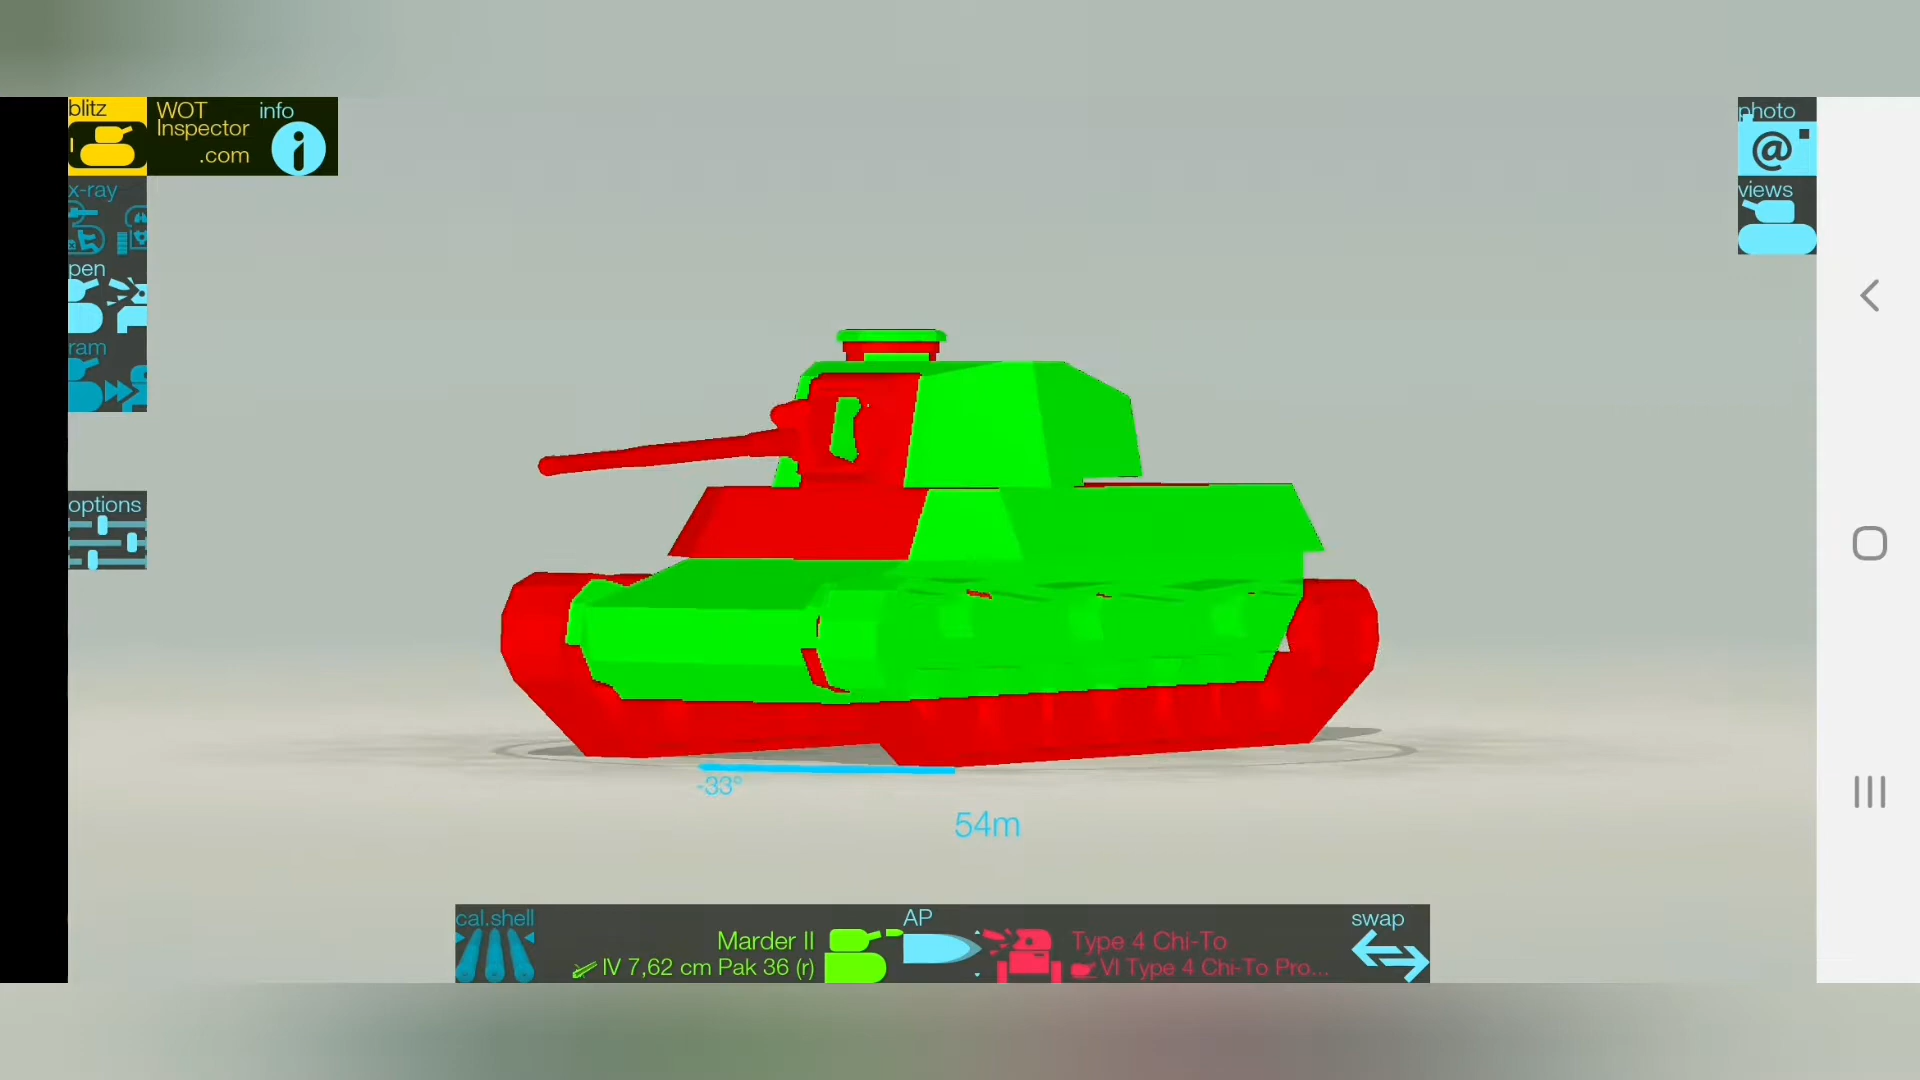 blitz
WOT
Inspector
.com
info
x-ray
pen
ram
options
photo
@
views
-33°
54m
cal.shell
Marder II
IV 7,62 cm Pak 36 (r)
AP
Type 4 Chi-To
VI Type 4 Chi-To Pro...
swap